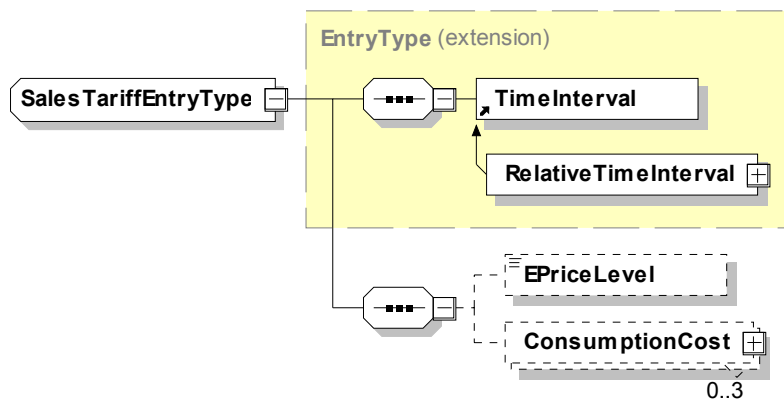 EntryType (extension)
SalesTariffEntryType
TimeInterval
RelativeTimeInterval
EPriceLevel
ConsumptionCost
0..3